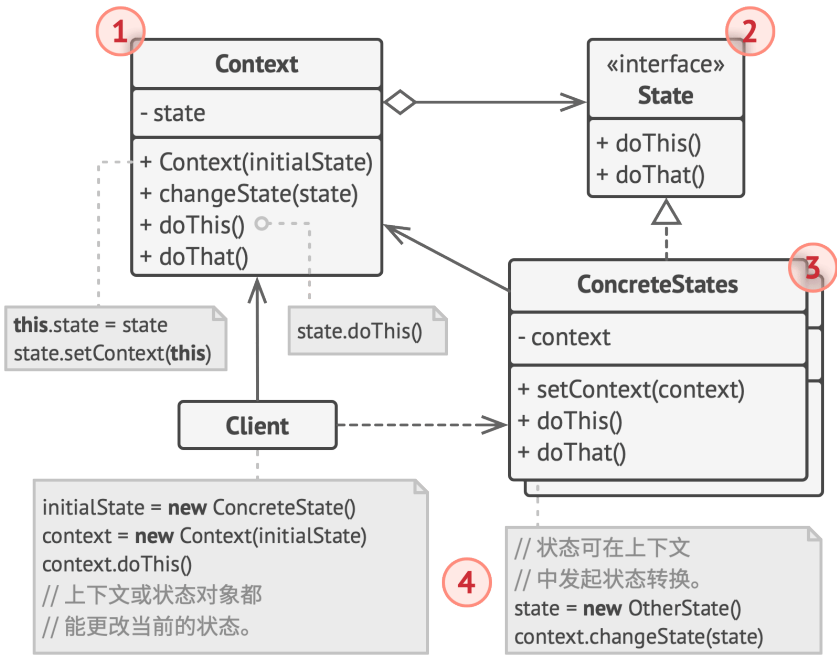 1
Context
- state
+ Context(initialState)
+ changeState(state)
+ doThis()
+ doThat()
this.state = state
state.setContext(this)
state.doThis()
2
«interface»
State
+ doThis()
+ doThat()
3
ConcreteStates
- context
+ setContext(context)
+ doThis()
+ doThat()
Client
initialState = new ConcreteState()
context = new Context(initialState)
context.doThis()
// 上下文或状态对象都
// 能更改当前的状态。
4
// 状态可在上下文
// 中发起状态转换。
state = new OtherState()
context.changeState(state)